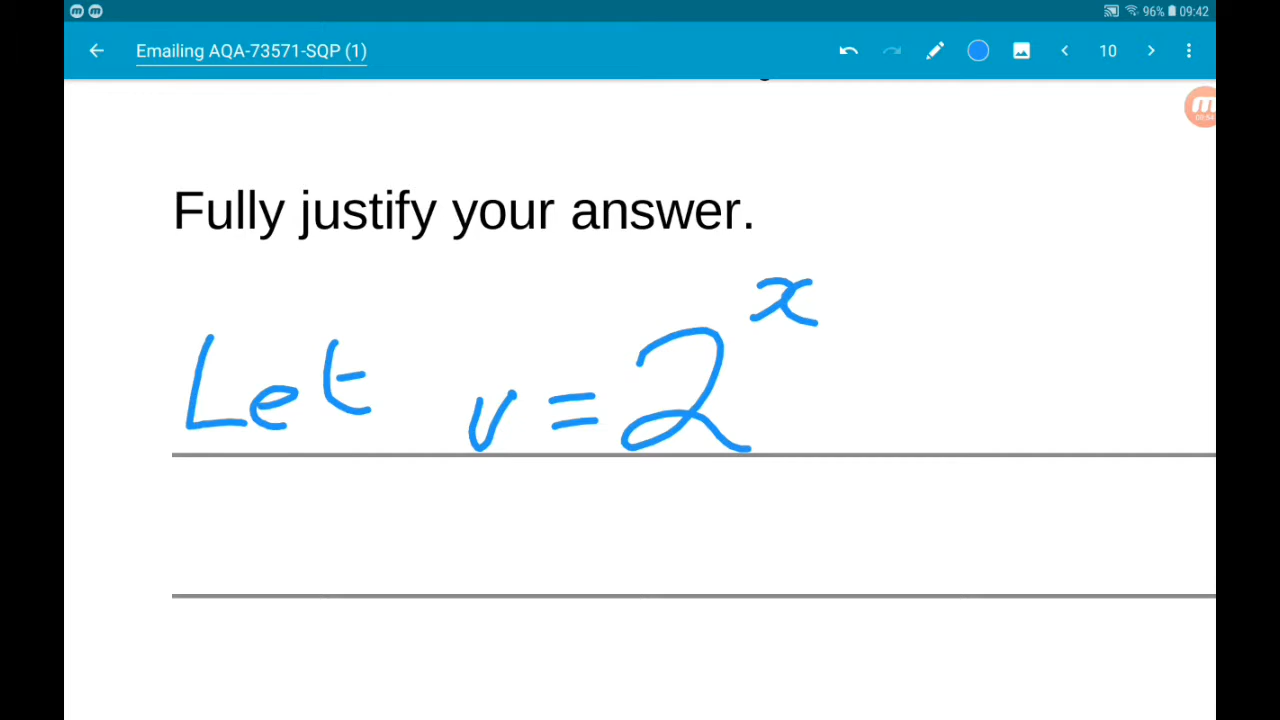 96% 09:42
Emailing AQA-73571-SQP (1) 10
Fully justify your answer.
Let v = 2^x